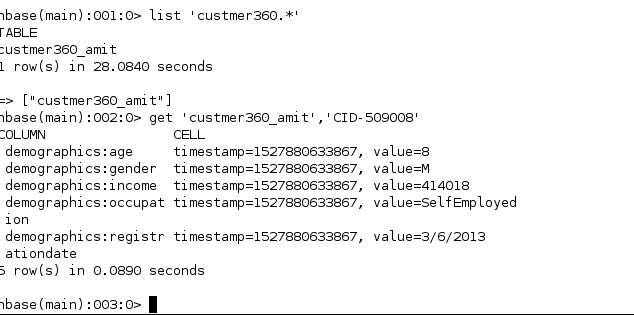 hbase(main):001:0> list 'custmer360.*'
TABLE
custmer360_amit
1 row(s) in 28.0840 seconds
=> ["custmer360_amit"]
hbase(main):002:0> get 'custmer360_amit','CID-509008'
COLUMN                CELL
 demographics:age     timestamp=1527880633867, value=8
 demographics:gender  timestamp=1527880633867, value=M
 demographics:income  timestamp=1527880633867, value=414018
 demographics:occupat timestamp=1527880633867, value=SelfEmployed
 ion
 demographics:registr timestamp=1527880633867, value=3/6/2013
 ationdate
5 row(s) in 0.0890 seconds
hbase(main):003:0>